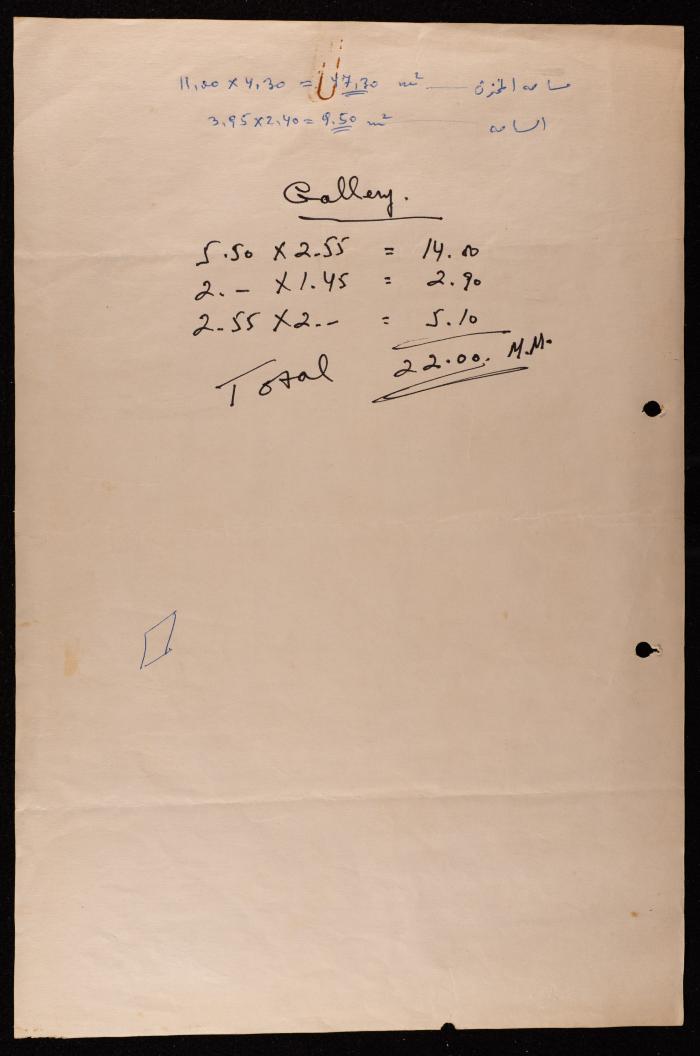 11,00 X 4,30 = 47,30 m² — مساحة المخزن
3,95 X 2,40 = 9.50 m² — الساحه
Gallery.
5.50 X 2.55 = 14.00
2.— X 1.45 = 2.90
2.55 X 2.— = 5.10
Total 22.00. M.M.